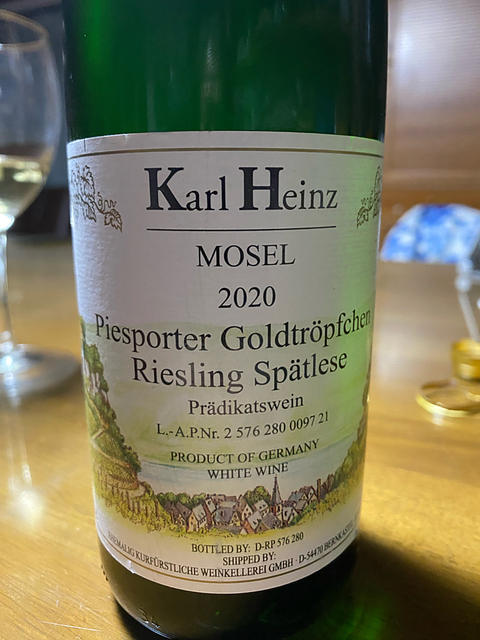 Karl Heinz
MOSEL
2020
Piesporter Goldtröpfchen
Riesling Spätlese
Prädikatswein
L.-A.P.Nr. 2 576 280 0097 21
PRODUCT OF GERMANY
WHITE WINE
BOTTLED BY: D-RP 576 280
SHIPPED BY:
EHEMALIG KURFÜRSTLICHE WEINKELLEREI GMBH · D-54470 BERNKASTEL